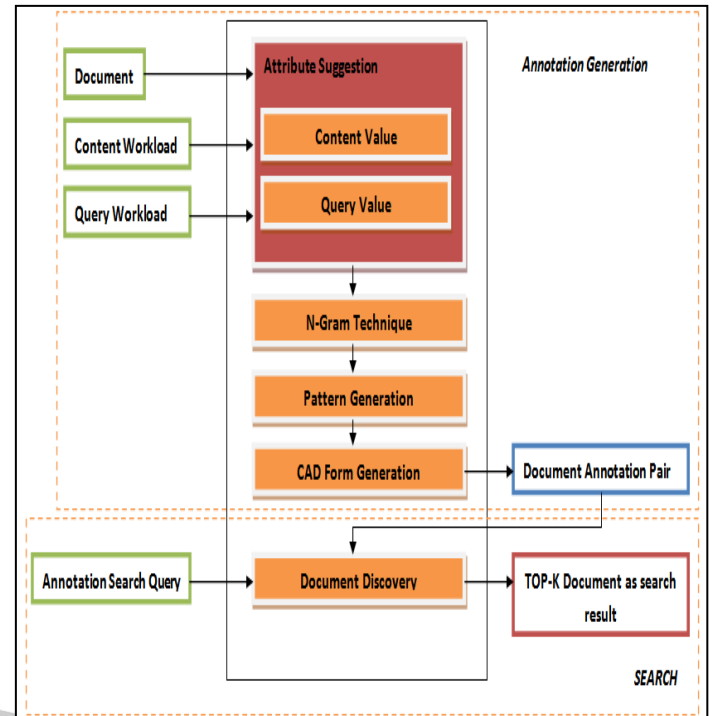 Annotation Generation
Document
Attribute Suggestion
Content Workload
Content Value
Query Workload
Query Value
N-Gram Technique
Pattern Generation
CAD Form Generation
Document Annotation Pair
Annotation Search Query
Document Discovery
TOP-K Document as search
result
SEARCH